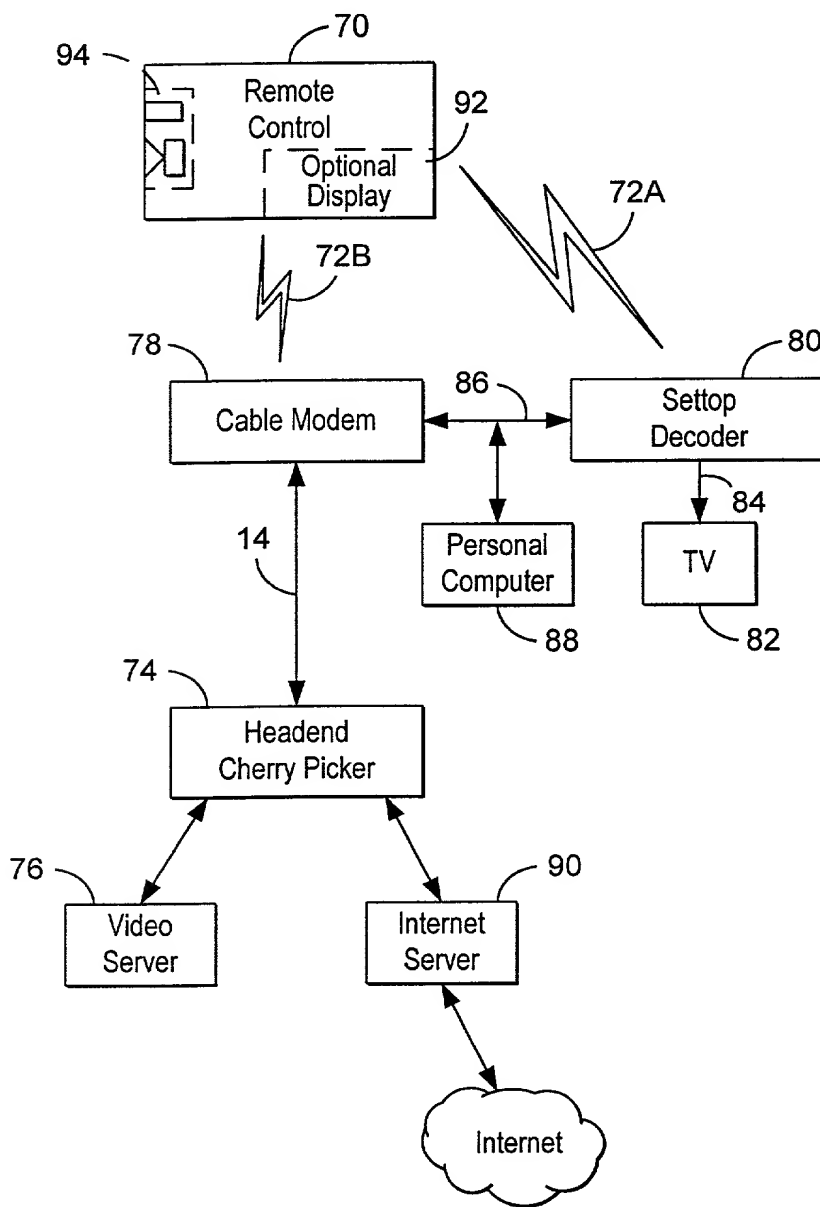 70
94
Remote
Control
92
Optional
Display
72A
72B
78
80
86
Cable Modem
Settop
Decoder
84
14
Personal
Computer
TV
88
82
74
Headend
Cherry Picker
76
90
Video
Server
Internet
Server
Internet